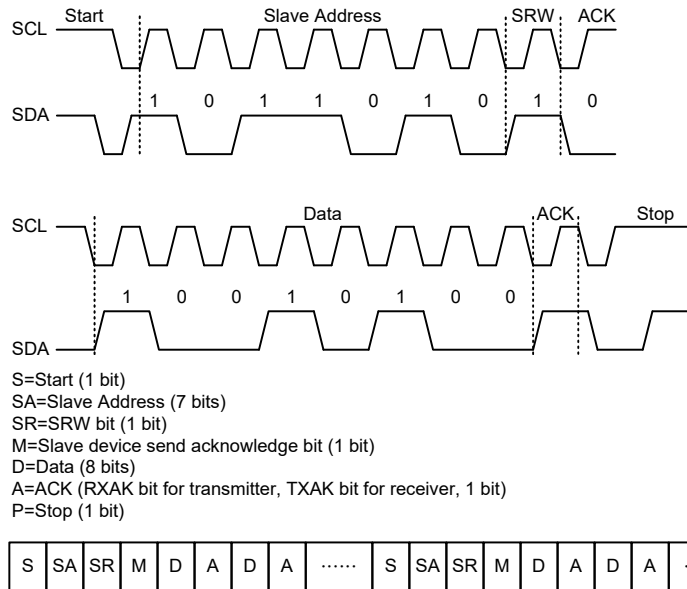 Start Slave Address SRW ACK
SCL
1 0 1 1 0 1 0 1 0
SDA
Data ACK Stop
SCL
1 0 0 1 0 1 0 0
SDA
S=Start (1 bit)
SA=Slave Address (7 bits)
SR=SRW bit (1 bit)
M=Slave device send acknowledge bit (1 bit)
D=Data (8 bits)
A=ACK (RXAK bit for transmitter, TXAK bit for receiver, 1 bit)
P=Stop (1 bit)
S SA SR M D A D A ...... S SA SR M D A D A